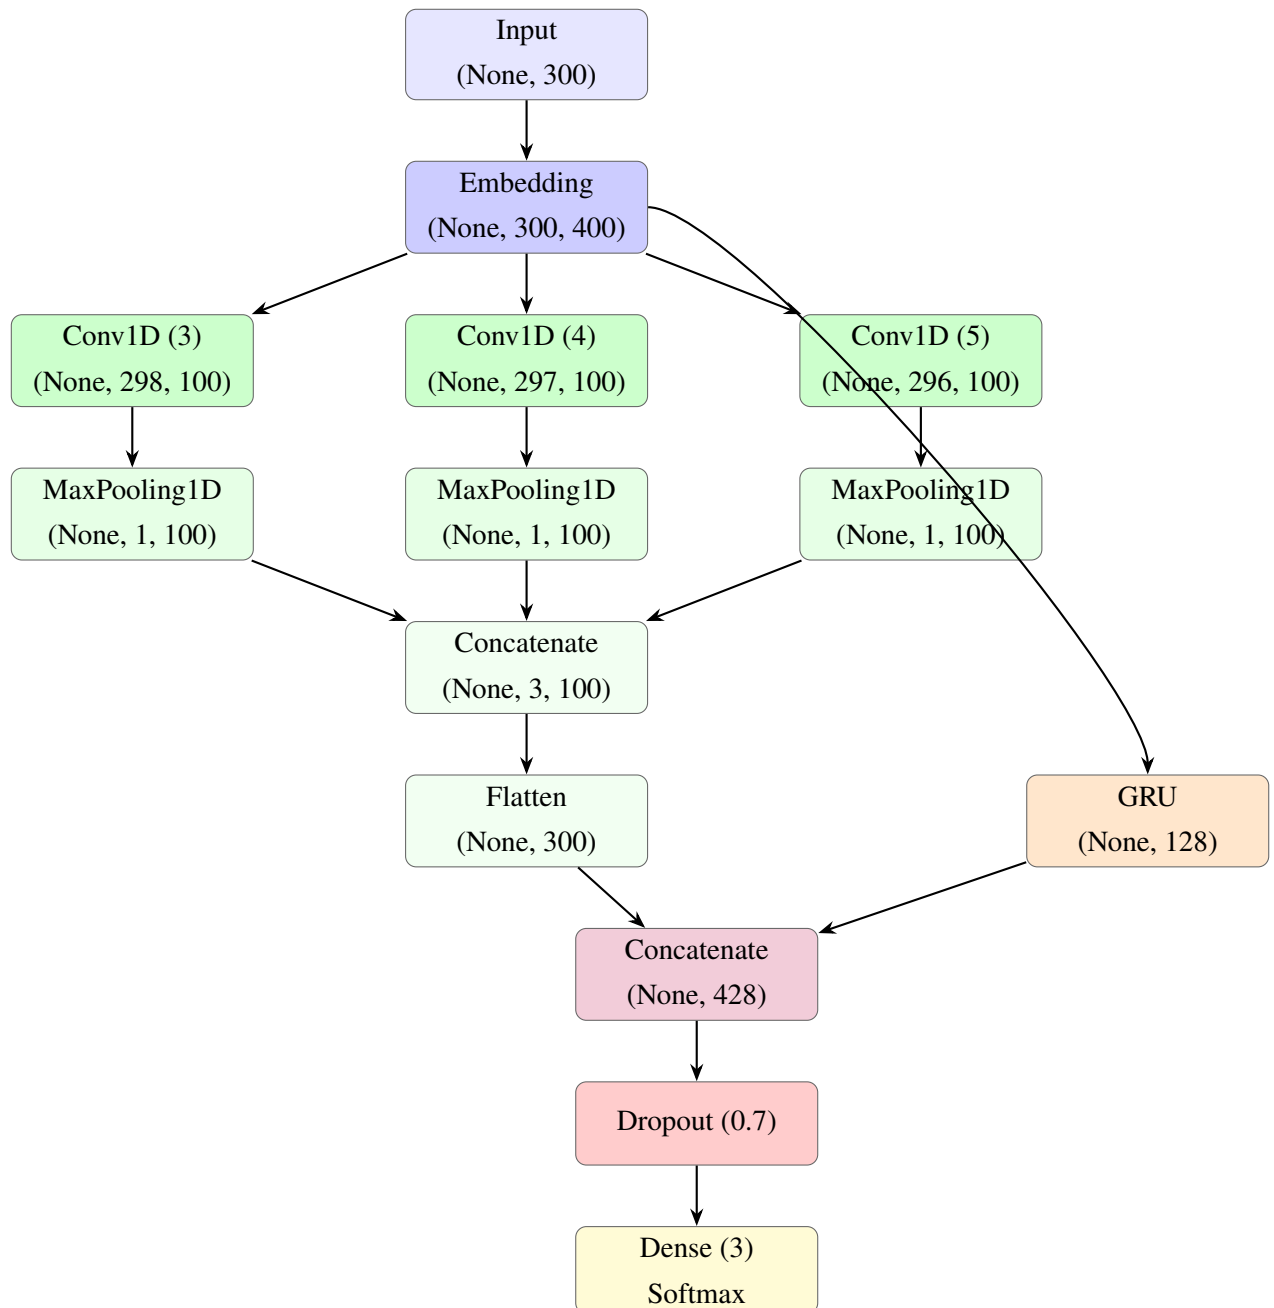 Input
(None, 300)
Embedding
(None, 300, 400)
Conv1D (3)
(None, 298, 100)
Conv1D (4)
(None, 297, 100)
Conv1D (5)
(None, 296, 100)
MaxPooling1D
(None, 1, 100)
MaxPooling1D
(None, 1, 100)
MaxPooling1D
(None, 1, 100)
Concatenate
(None, 3, 100)
Flatten
(None, 300)
GRU
(None, 128)
Concatenate
(None, 428)
Dropout (0.7)
Dense (3)
Softmax